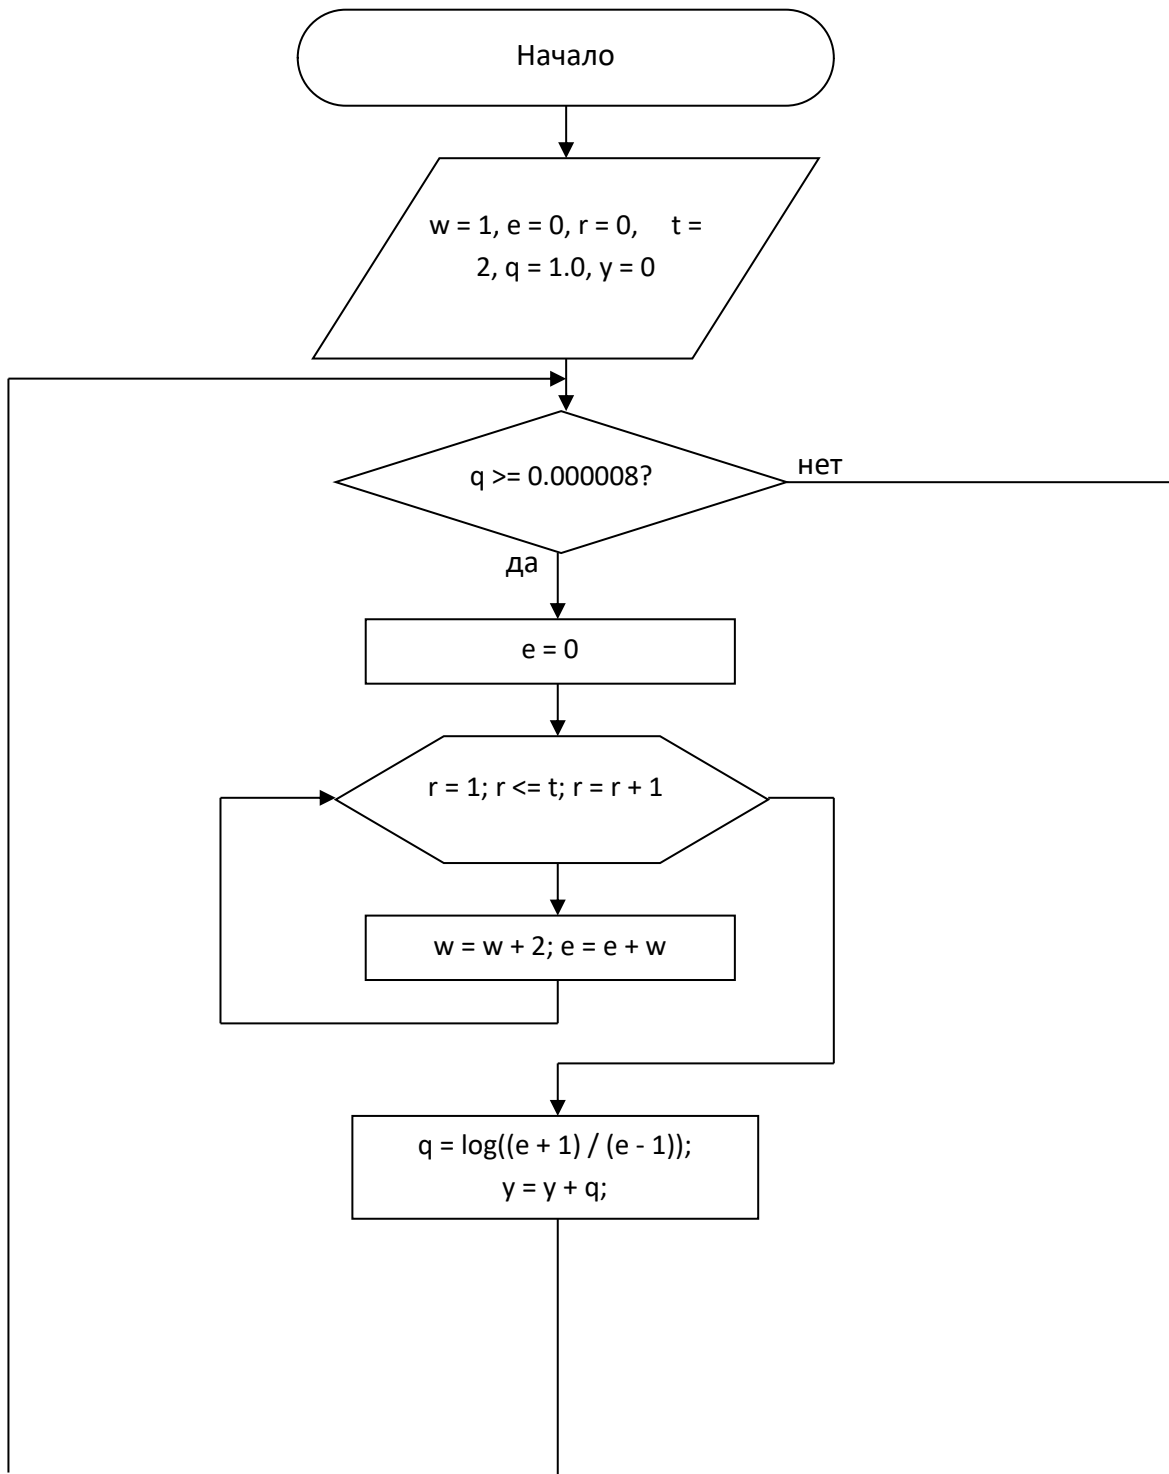 Начало
w = 1, e = 0, r = 0, t =
2, q = 1.0, y = 0
q >= 0.000008?
нет
да
e = 0
r = 1; r <= t; r = r + 1
w = w + 2; e = e + w
q = log((e + 1) / (e - 1));
y = y + q;